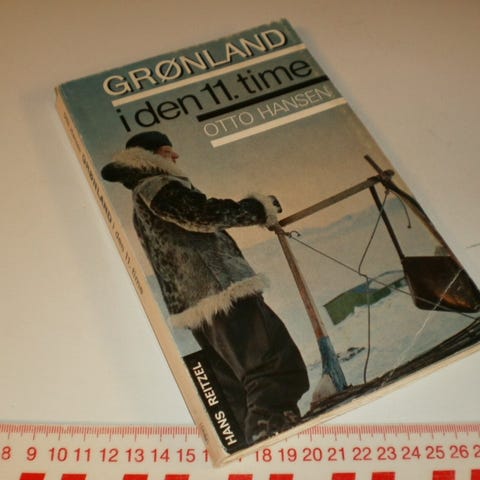 GRØNLAND
i den 11. time
OTTO HANSEN
HANS REITZEL
GRØNLAND i den 11. time
8 9 10 11 12 13 14 15 16 17 18 19 20 21 22 23 24 25 26